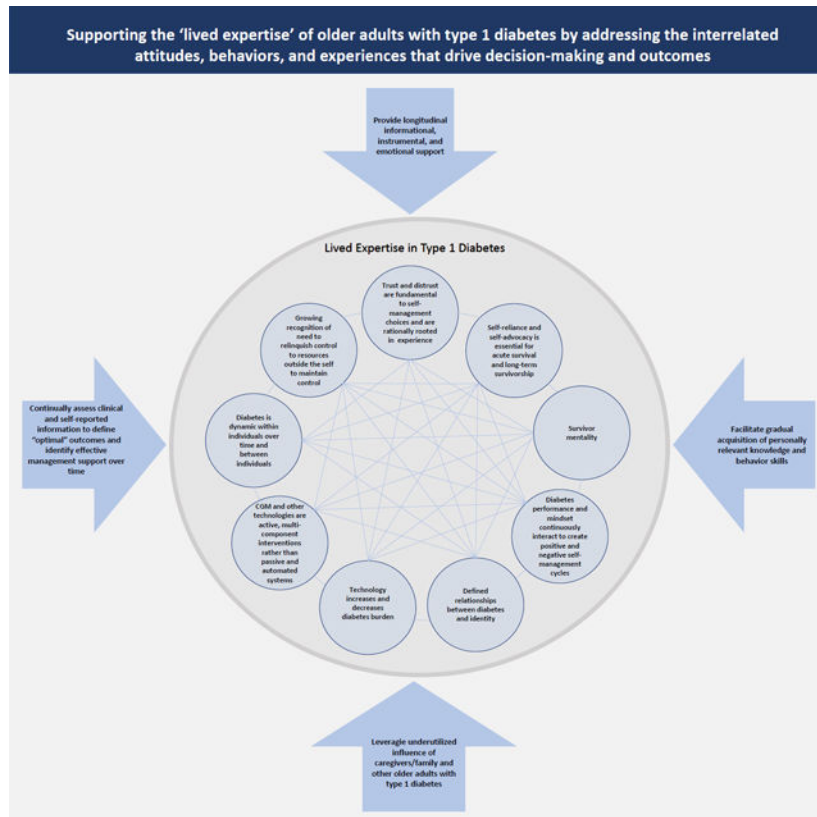 Supporting the ‘lived expertise’ of older adults with type 1 diabetes by addressing the interrelated
attitudes, behaviors, and experiences that drive decision-making and outcomes
Provide longitudinal
informational,
instrumental, and
emotional support
Lived Expertise in Type 1 Diabetes
Trust and distrust
are fundamental
to self-
management
choices and are
rationally rooted
in experience
Growing
recognition of
need to
relinquish control
to resources
outside the self
to maintain
control
Self-reliance and
self-advocacy is
essential for
acute survival
and long-term
survivorship
Continually assess clinical
and self-reported
information to define
"optimal" outcomes and
identify effective
management support over
time
Diabetes is
dynamic within
individuals over
time and
between
individuals
Survivor
mentality
Facilitate gradual
acquisition of personally
relevant knowledge and
behavior skills
CGM and other
technologies are
active, multi-
component
interventions
rather than
passive and
automated
systems
Diabetes
performance and
mindset
continuously
interact to create
positive and
negative self-
management
cycles
Technology
increases and
decreases
diabetes burden
Defined
relationships
between diabetes
and identity
Leveragie underutilized
influence of
caregivers/family and
other older adults with
type 1 diabetes